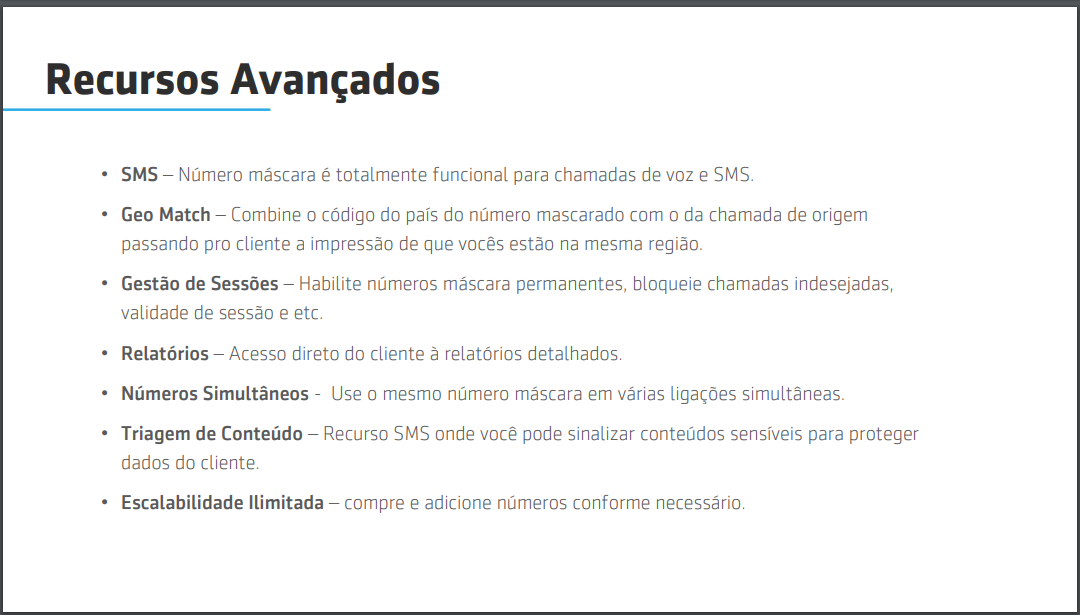 Recursos Avançados
• SMS – Número máscara é totalmente funcional para chamadas de voz e SMS.
• Geo Match – Combine o código do país do número mascarado com o da chamada de origem
passando pro cliente a impressão de que vocês estão na mesma região.
• Gestão de Sessões – Habilite números máscara permanentes, bloqueie chamadas indesejadas,
validade de sessão e etc.
• Relatórios – Acesso direto do cliente à relatórios detalhados.
• Números Simultâneos - Use o mesmo número máscara em várias ligações simultâneas.
• Triagem de Conteúdo – Recurso SMS onde você pode sinalizar conteúdos sensíveis para proteger
dados do cliente.
• Escalabilidade Ilimitada – compre e adicione números conforme necessário.